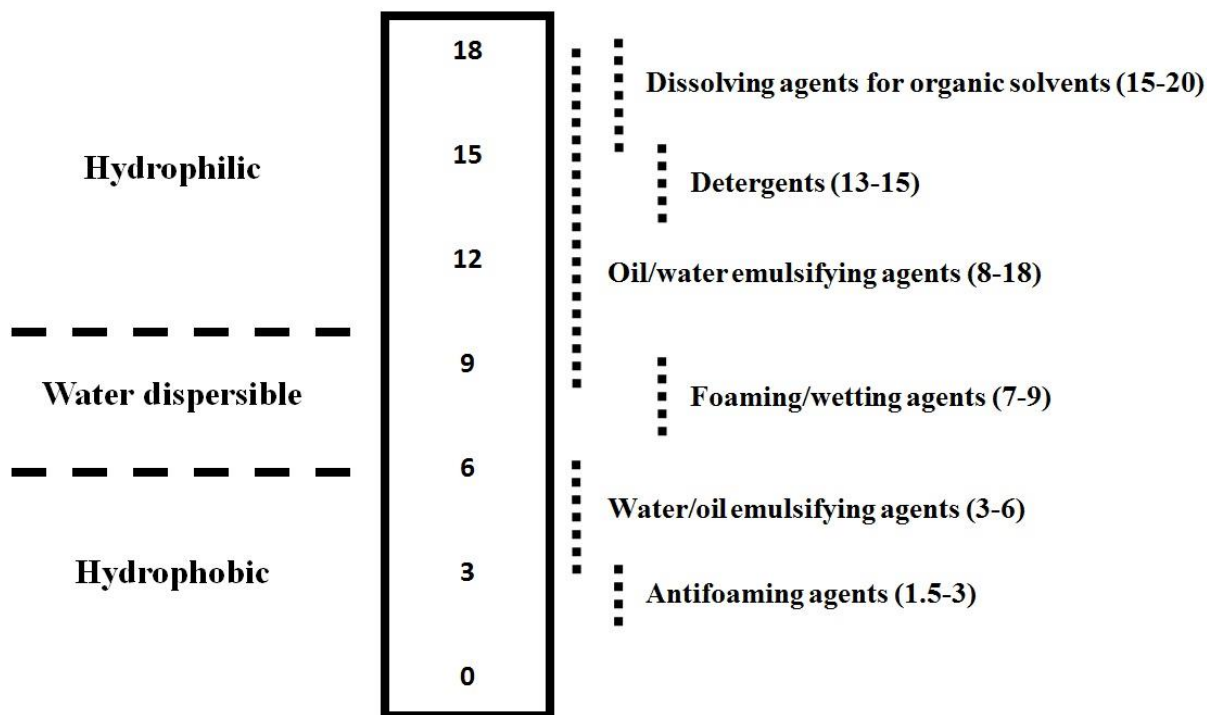 18
Dissolving agents for organic solvents (15-20)
Hydrophilic
15
Detergents (13-15)
12
Oil/water emulsifying agents (8-18)
9
Water dispersible
Foaming/wetting agents (7-9)
6
Water/oil emulsifying agents (3-6)
Hydrophobic
3
Antifoaming agents (1.5-3)
0